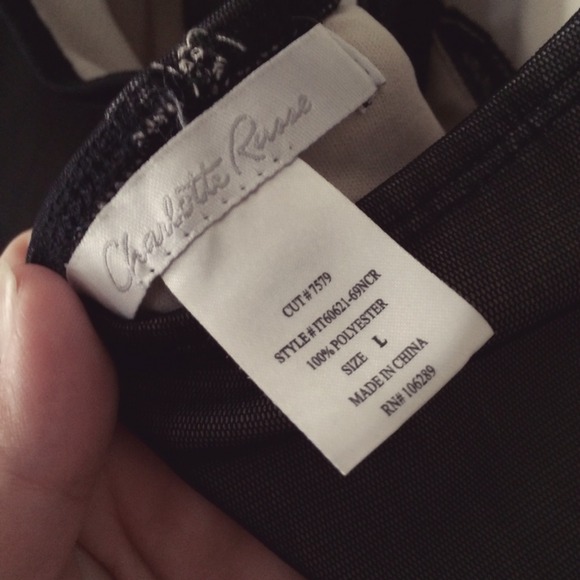 Charlotte Russe
CUT# 7579
STYLE# IT60621-69NCR
100% POLYESTER
SIZE L
MADE IN CHINA
RN# 106289